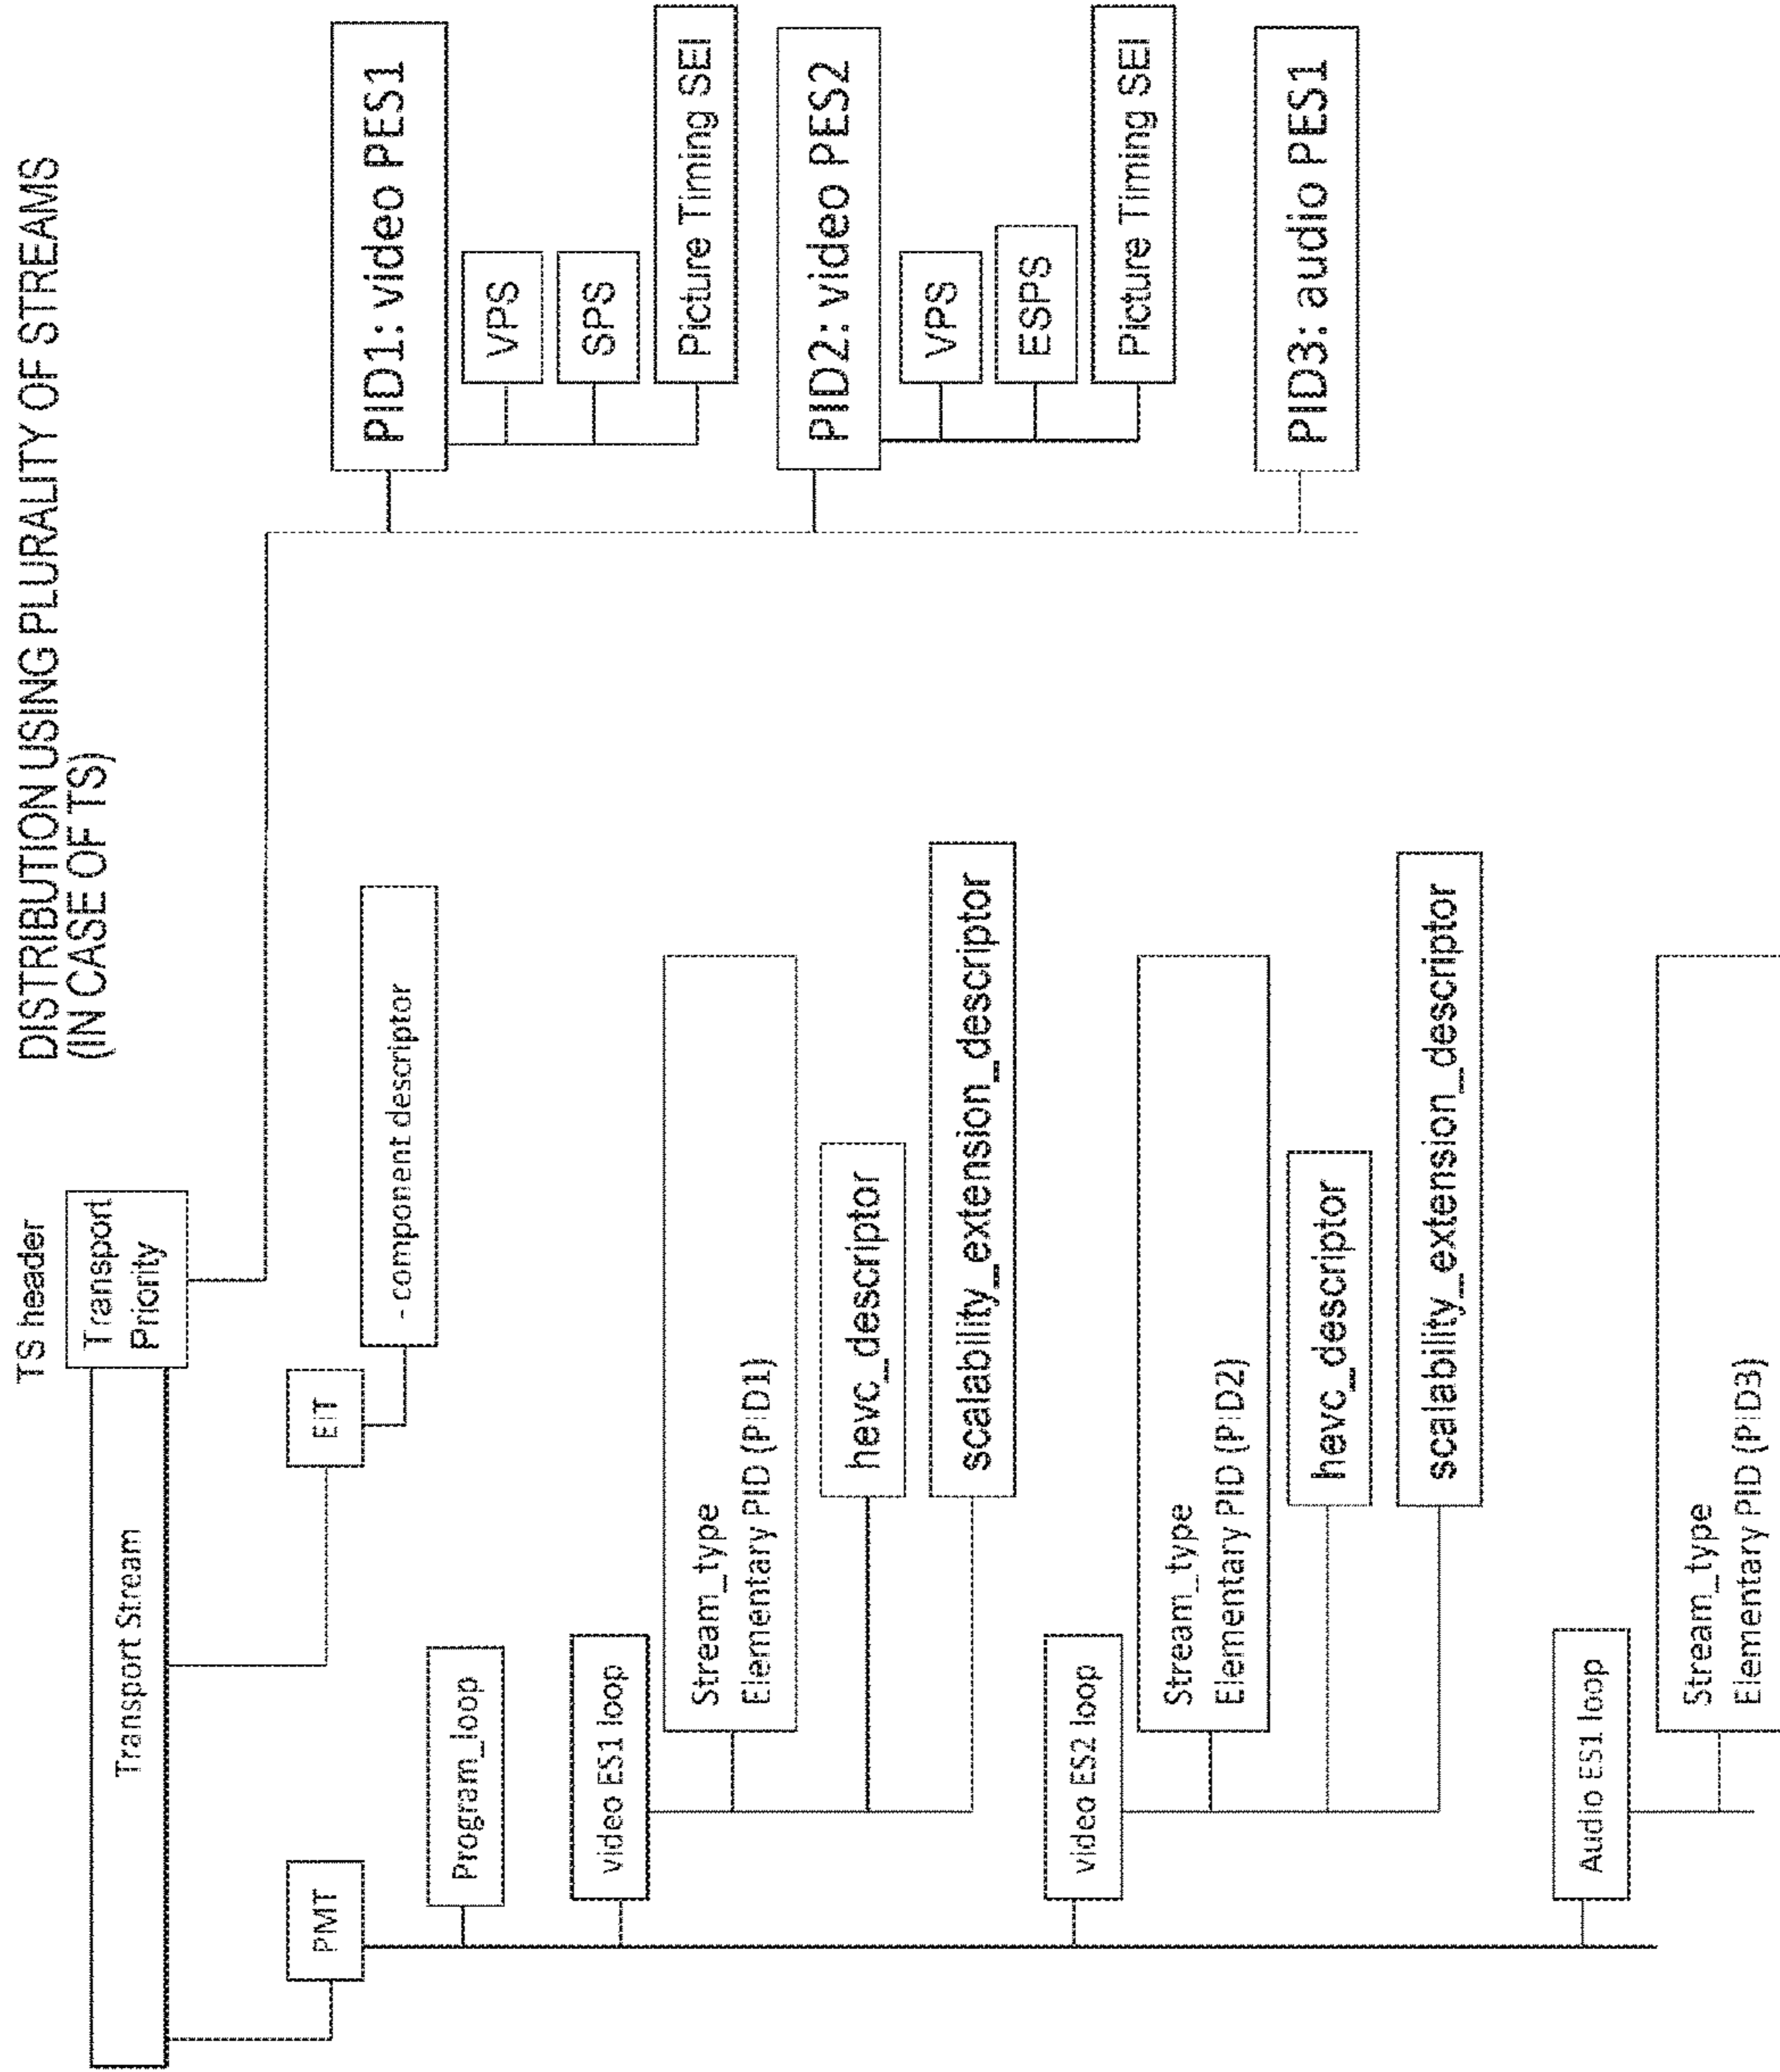 DISTRIBUTION USING PLURALITY OF STREAMS
(IN CASE OF TS)
TS header
Transport Stream
Transport
Priority
PMT
EIT
- component descriptor
Program_loop
video ES1 loop
Stream_type
Elementary PID (PID1)
hevc_descriptor
scalability_extension_descriptor
video ES2 loop
Stream_type
Elementary PID (PID2)
hevc_descriptor
scalability_extension_descriptor
Audio ES1 loop
Stream_type
Elementary PID (PID3)
PID1: video PES1
VPS
SPS
Picture Timing SEI
PID2: video PES2
VPS
ESPS
Picture Timing SEI
PID3: audio PES1